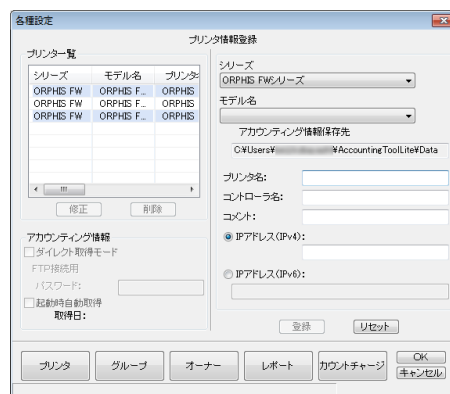 各種設定
プリンタ情報登録
プリンター覧
シリーズ モデル名 プリンタ
ORPHIS FW ORPHIS F... ORPHIS
ORPHIS FW ORPHIS F... ORPHIS
ORPHIS FW ORPHIS F... ORPHIS
修正 削除
アカウンティング情報
ダイレクト取得モード
FTP接続用
パスワード:
起動時自動取得
取得日:
シリーズ
ORPHIS FWシリーズ
モデル名
アカウンティング情報保存先
C:¥Users¥ ¥AccountingToolLite¥Data
プリンタ名:
コントローラ名:
コメント:
IPアドレス(IPv4):
IPアドレス(IPv6):
登録 リセット
プリンタ グループ オーナー レポート カウントチャージ
OK
キャンセル